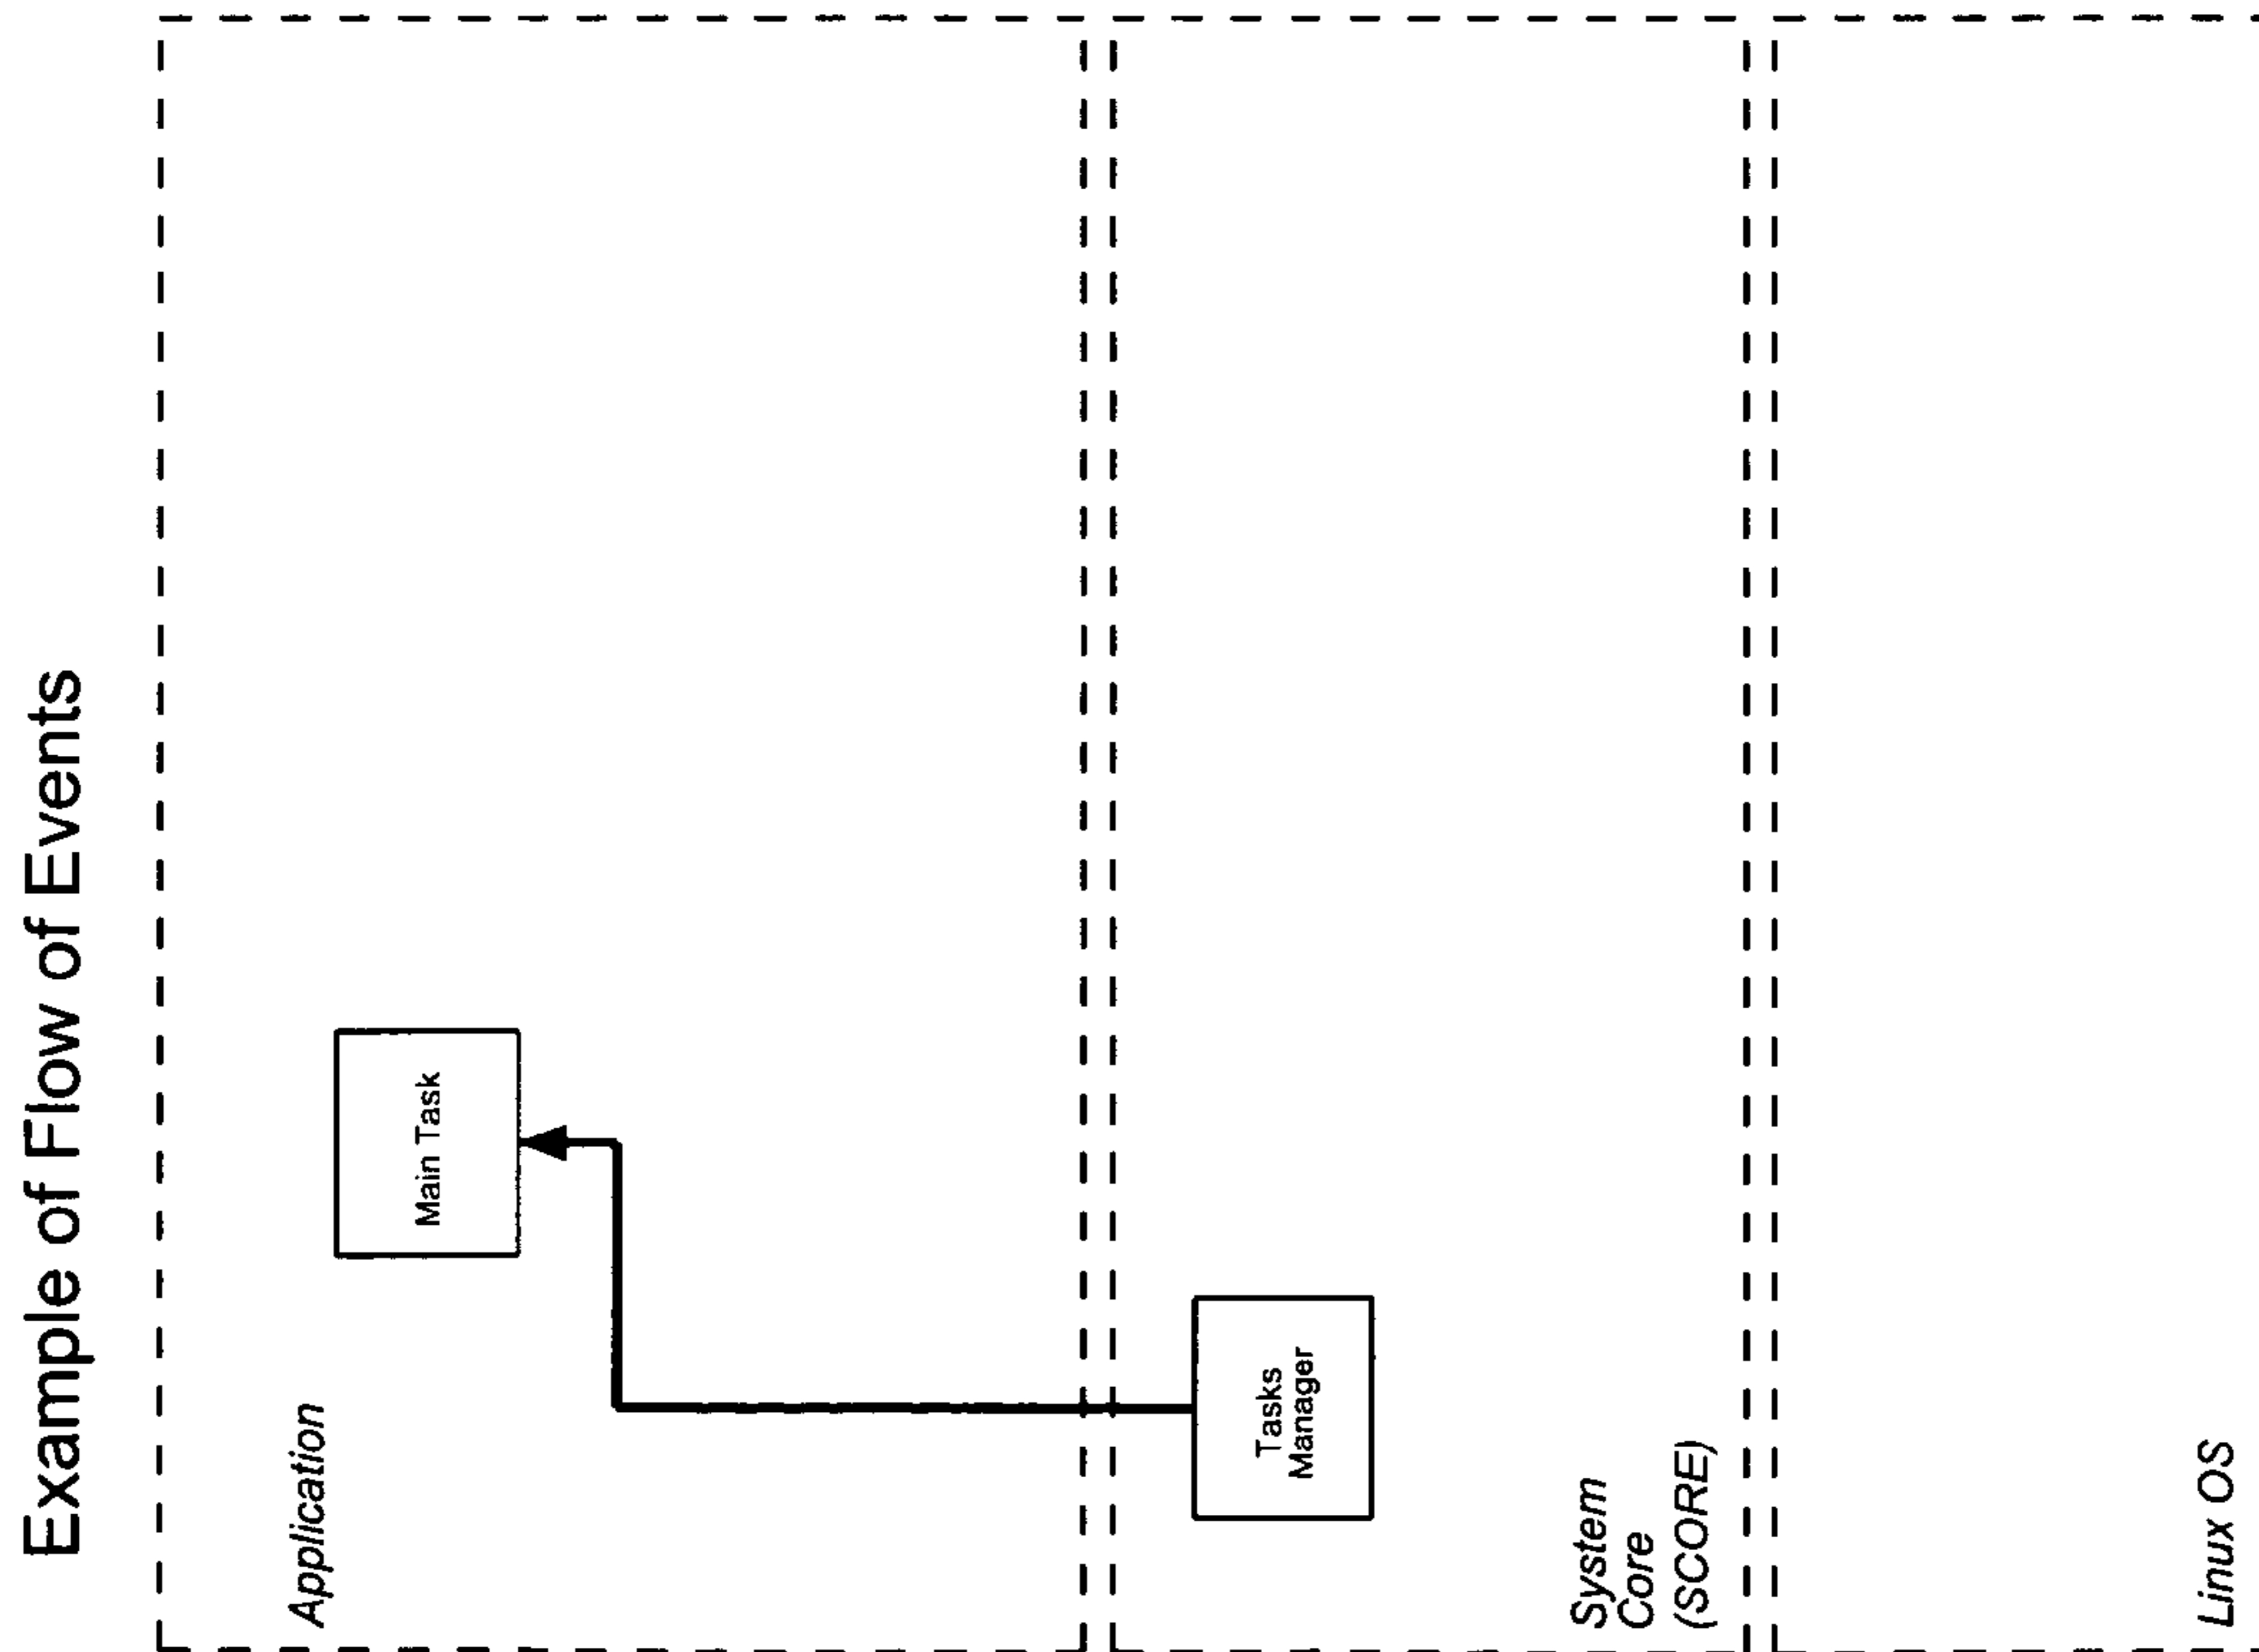 Example of Flow of Events
Application
Main Task
Tasks
Manager
System
Core
(SCORE)
Linux OS